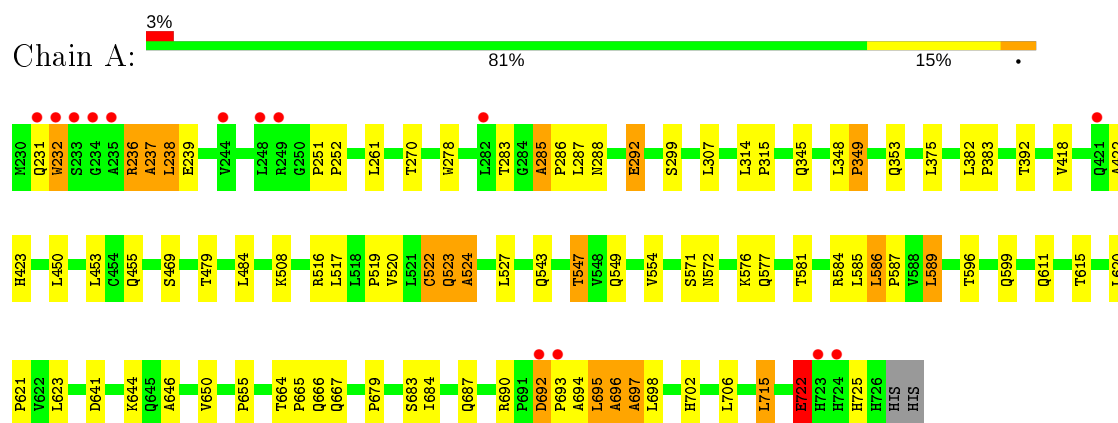 3%
Chain A:
81% 15% •
M230 Q231 W232 S233 G234 A235 R236 A237 L238 E239 V244 L248 R249 G250 P251 P252 L261 T270 W278 L282 T283 G284 A285 P286 L287 N288 E292 S299 L307 L314 P315 Q345 L348 P349 Q353 L375 L382 P383 T392 V418 Q421 A422
H423 L450 L453 C454 Q455 S469 T479 L484 K508 R516 L517 L518 P519 V520 L521 C522 Q523 A524 L527 Q543 T547 V548 Q549 V554 S571 N572 K576 Q577 T581 R584 L585 L586 P587 V588 L589 T596 Q599 Q611 T615 L620
P621 V622 L623 D641 K644 Q645 A646 V650 P655 T664 P665 Q666 Q667 P679 S683 I684 Q687 R690 P691 D692 P693 A694 L695 A696 A697 L698 H702 L706 L715 E722 H723 H724 H725 H726 HIS HIS